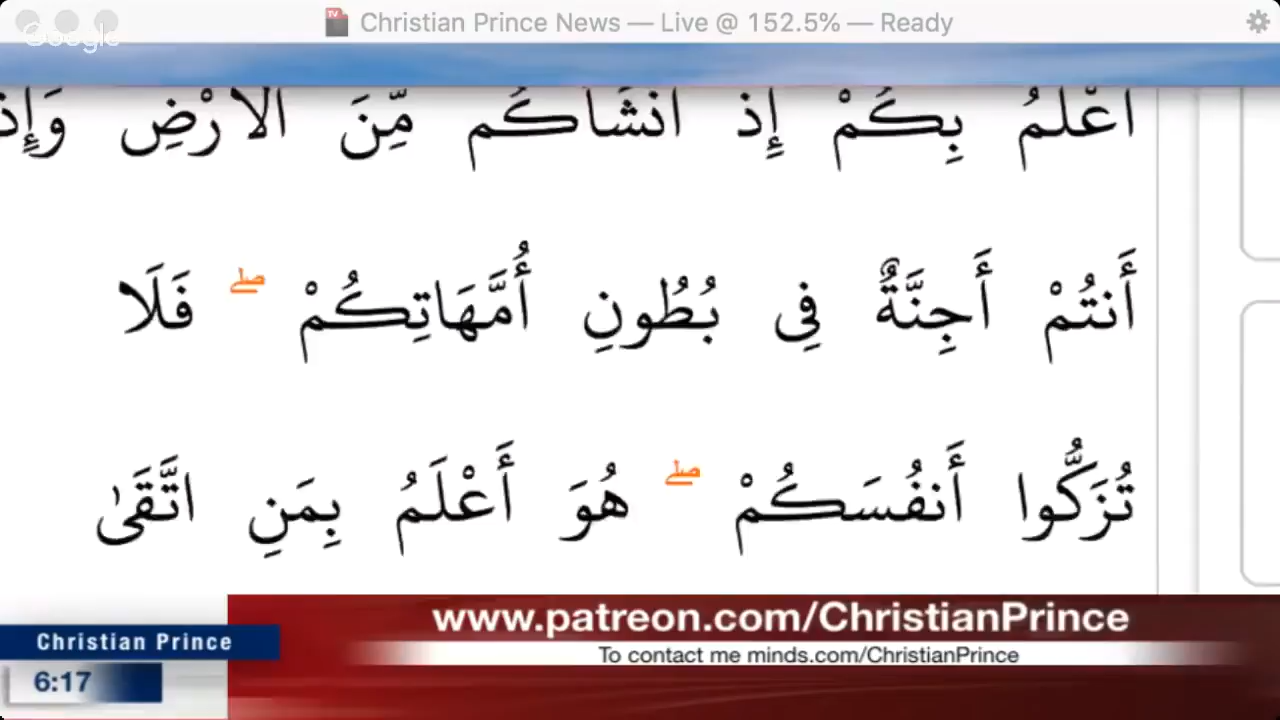 Christian Prince News — Live @ 152.5% — Ready
Google
أَعْلَمُ بِكُمْ إِذْ أَنشَأَكُم مِّنَ الْأَرْضِ وَإِذْ
أَنتُمْ أَجِنَّةٌ فِي بُطُونِ أُمَّهَاتِكُمْ ۖ فَلَا
تُزَكُّوا أَنفُسَكُمْ ۖ هُوَ أَعْلَمُ بِمَنِ اتَّقَىٰ
www.patreon.com/ChristianPrince
To contact me minds.com/ChristianPrince
Christian Prince
6:17